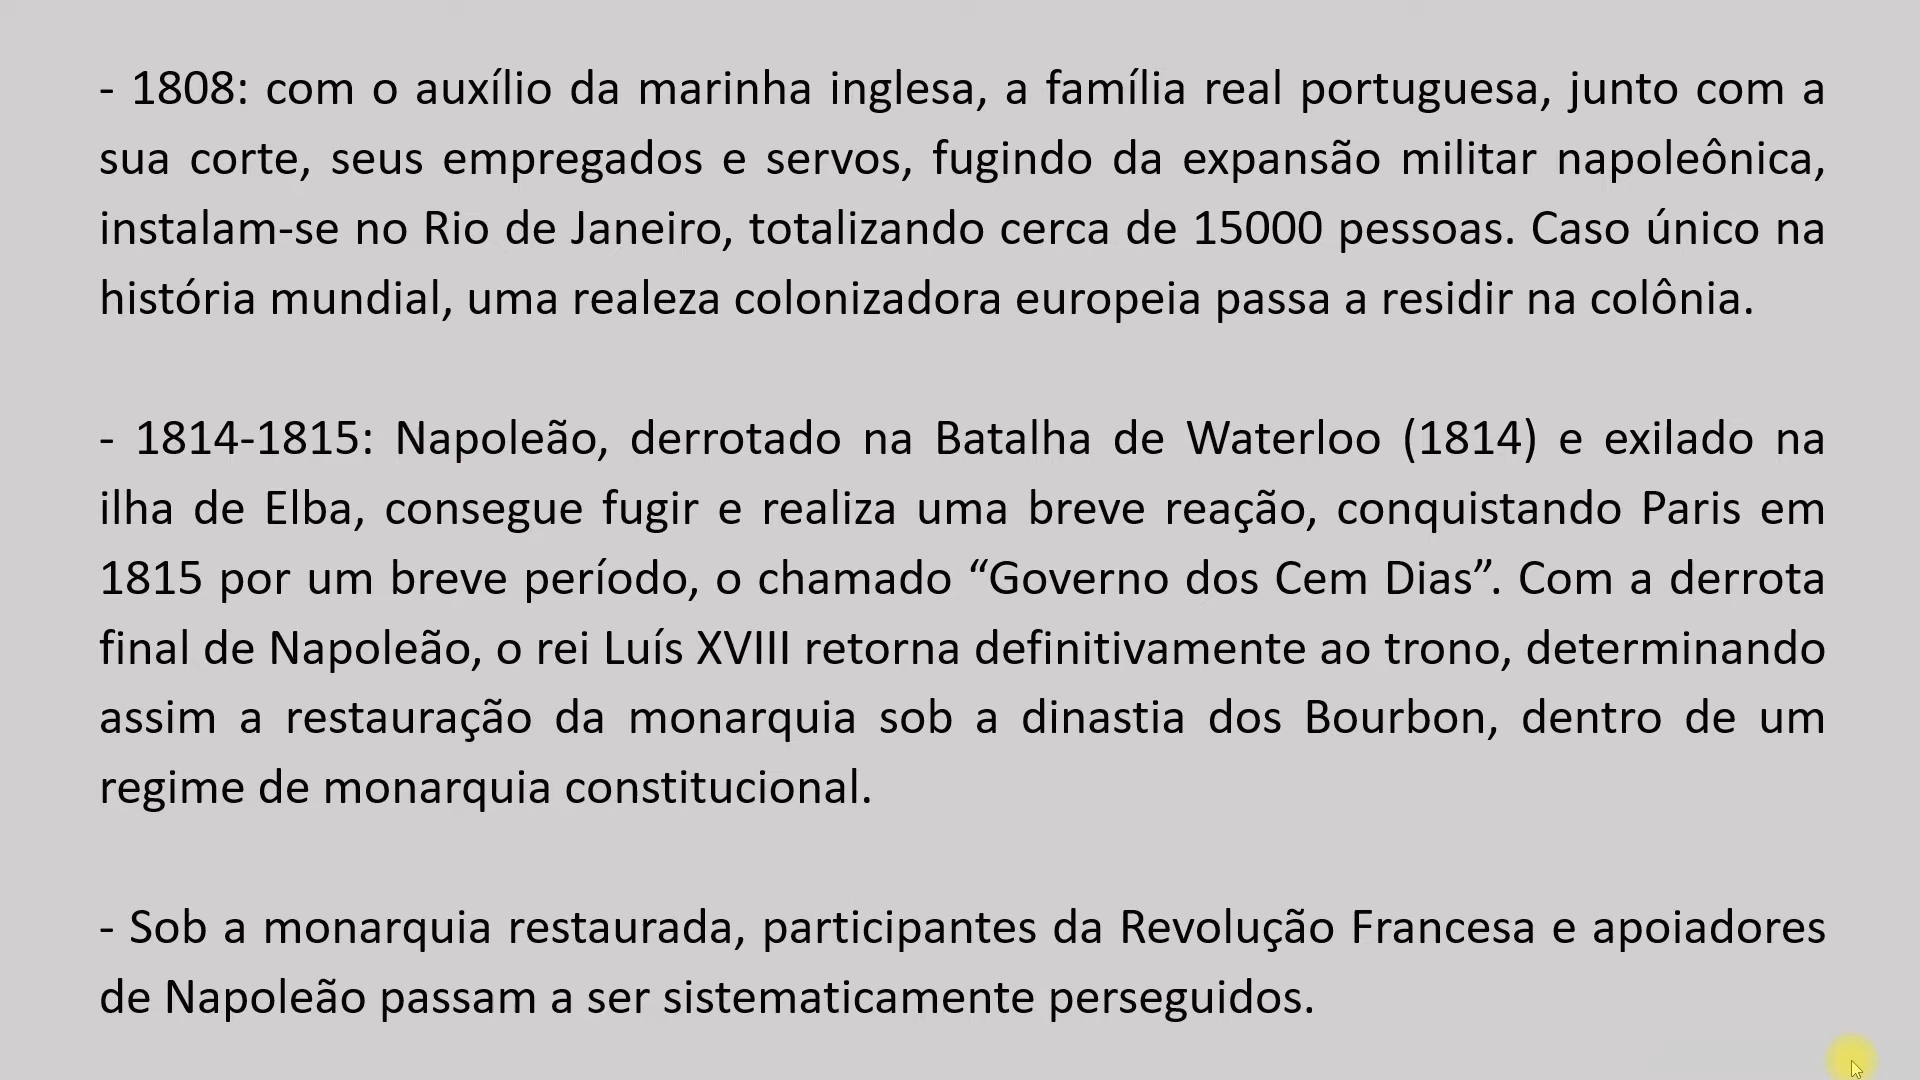 - 1808: com o auxílio da marinha inglesa, a família real portuguesa, junto com a
sua corte, seus empregados e servos, fugindo da expansão militar napoleônica,
instalam-se no Rio de Janeiro, totalizando cerca de 15000 pessoas. Caso único na
história mundial, uma realeza colonizadora europeia passa a residir na colônia.
- 1814-1815: Napoleão, derrotado na Batalha de Waterloo (1814) e exilado na
ilha de Elba, consegue fugir e realiza uma breve reação, conquistando Paris em
1815 por um breve período, o chamado “Governo dos Cem Dias”. Com a derrota
final de Napoleão, o rei Luís XVIII retorna definitivamente ao trono, determinando
assim a restauração da monarquia sob a dinastia dos Bourbon, dentro de um
regime de monarquia constitucional.
- Sob a monarquia restaurada, participantes da Revolução Francesa e apoiadores
de Napoleão passam a ser sistematicamente perseguidos.